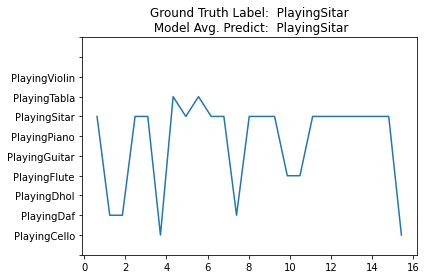 Ground Truth Label:  PlayingSitar
Model Avg. Predict:  PlayingSitar
PlayingViolin
PlayingTabla
PlayingSitar
PlayingPiano
PlayingGuitar
PlayingFlute
PlayingDhol
PlayingDaf
PlayingCello
0 2 4 6 8 10 12 14 16